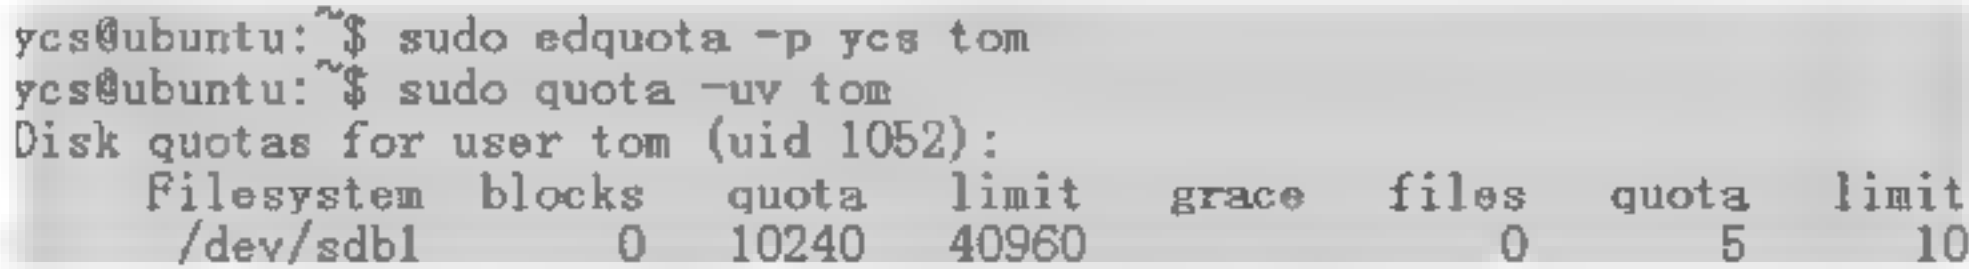 ycs@ubuntu:~$ sudo edquota -p ycs tom
ycs@ubuntu:~$ sudo quota -uv tom
Disk quotas for user tom (uid 1052):
     Filesystem  blocks   quota   limit   grace   files   quota   limit
      /dev/sdb1       0   10240   40960               0       5      10